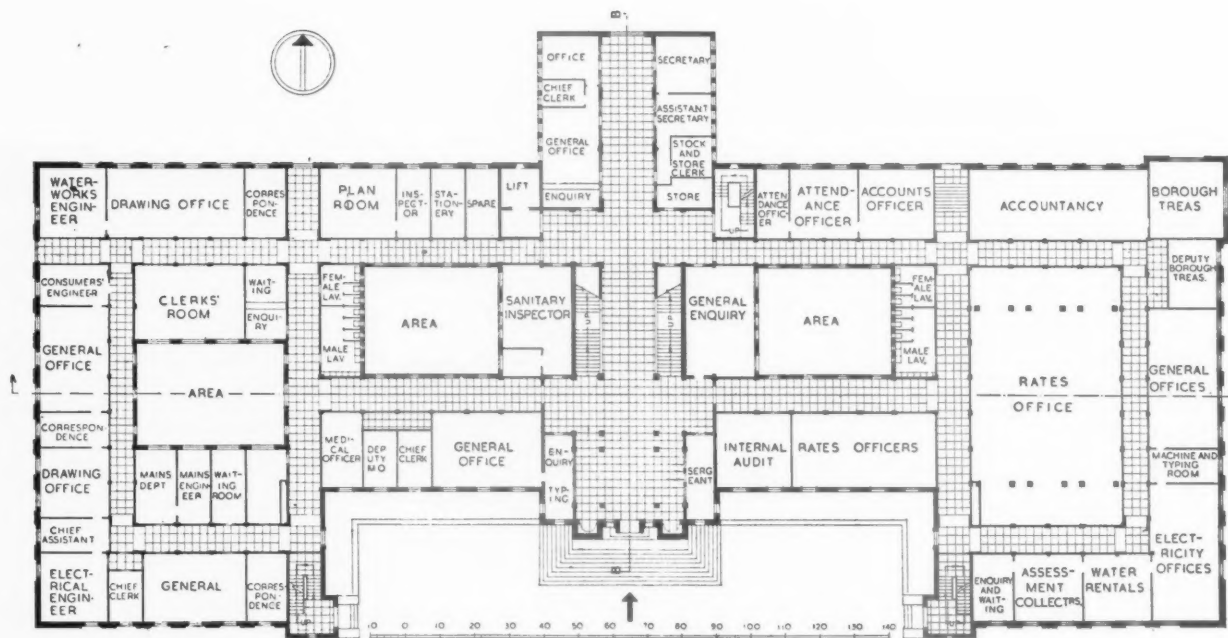 B
OFFICE
SECRETARY
CHIEF
CLERK
ASSISTANT
SECRETARY
GENERAL
OFFICE
STOCK
AND
STORE
CLERK
ENQUIRY
STORE
WATER-
WORKS
ENGINEER
DRAWING OFFICE
CORRES
PONDENCE
PLAN
ROOM
INSP-
ECT-
OR
STA-
TION-
ERY
SPARE
LIFT
UP
ATTEN
DANCE
OFFIC-
ER
ATTEND-
ANCE
OFFICER
ACCOUNTS
OFFICER
ACCOUNTANCY
BOROUGH
TREAS
CONSUMERS'
ENGINEER
CLERKS'
ROOM
WAIT-
ING
ENQUI-
RY
FEM-
ALE
LAV.
MALE
LAV.
AREA
SANITARY
INSPECTOR
UP
UP
GENERAL
ENQUIRY
AREA
FEM-
ALE
LAV.
MALE
LAV.
DEPUTY
BOROUGH
TREAS.
GENERAL
OFFICE
AREA
RATES
OFFICE
GENERAL
OFFICES
A
CORRESPON-
DENCE
DRAWING
OFFICE
MAINS
DEPT
MAINS
ENGIN-
EER
WAIT-
ING
ROOM
MEDI-
CAL
OFFICER
DEP
UTY
M.O
CHIEF
CLERK
GENERAL
OFFICE
EN-
QUIRY
TYP-
ING
SERG
EANT
INTERNAL
AUDIT
RATES OFFICERS
MACHINE AND
TYPING
ROOM
CHIEF
ASSISTANT
ELECT-
RICAL
ENGIN-
EER
CHIEF
CLERK
GENERAL
CORRES-
PONDENCE
ENQUIRY
AND
WAIT-
ING
ASSESS-
MENT
COLLECTRS.
WATER
RENTALS
ELECT-
RICITY
OFFICES
B
10 0 10 20 30 40 50 60 70 80 90 100 110 120 130 140